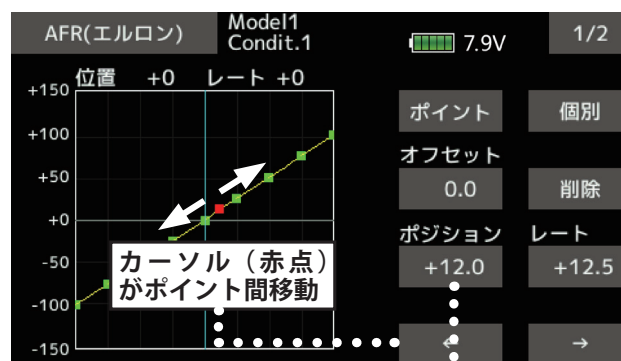 AFR(エルロン)
Model1
Condit.1
7.9V
1/2
位置 +0 レート +0
+150
+100
+50
+0
-50
-100
-150
ポイント
個別
オフセット
0.0
削除
ポジション
レート
+12.0
+12.5
←
→
カーソル(赤点)
がポイント間移動